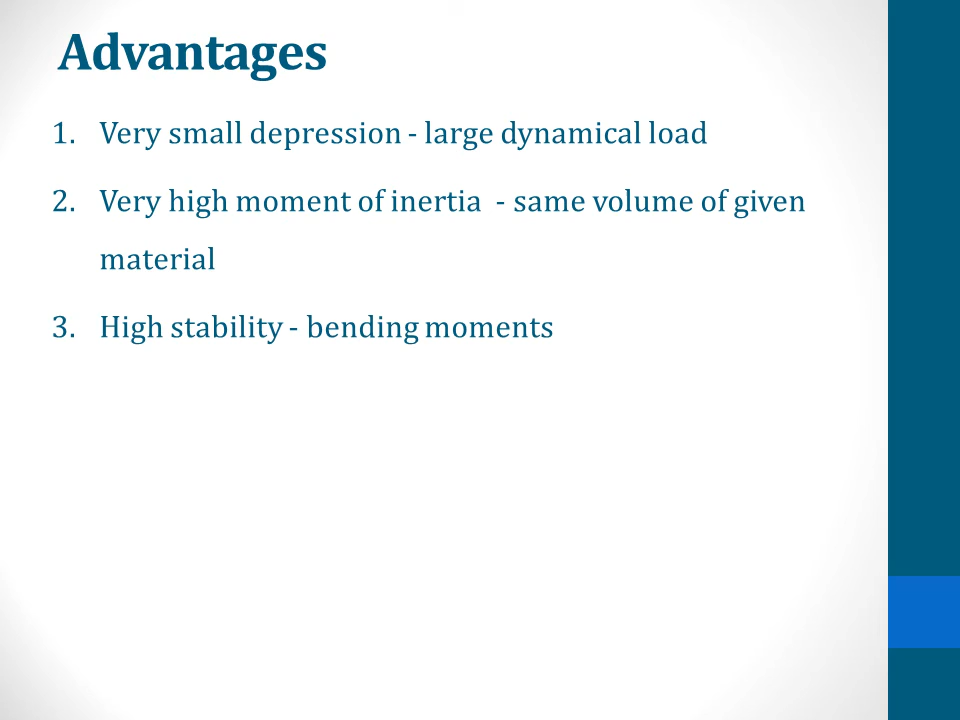 Advantages
1. Very small depression - large dynamical load
2. Very high moment of inertia - same volume of given
material
3. High stability - bending moments